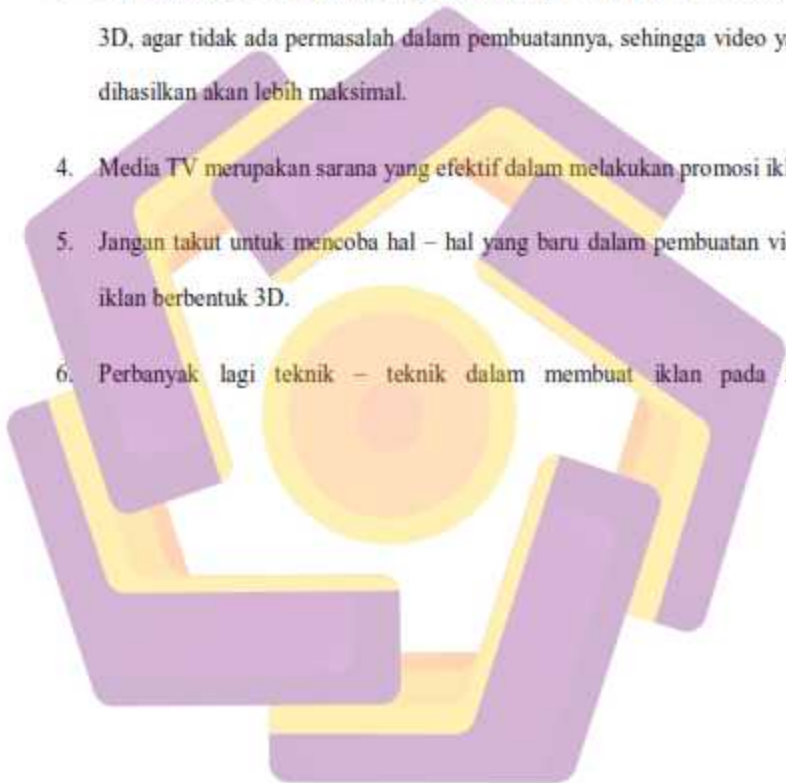 3D, agar tidak ada permasalah dalam pembuatannya, sehingga video
dihasilkan akan lebih maksimal.
4. Media TV merupakan sarana yang efektif dalam melakukan promosi
5. Jangan takut untuk mencoba hal – hal yang baru dalam pembuatan
iklan berbentuk 3D.
6. Perbanyak lagi teknik – teknik dalam membuat iklan pada